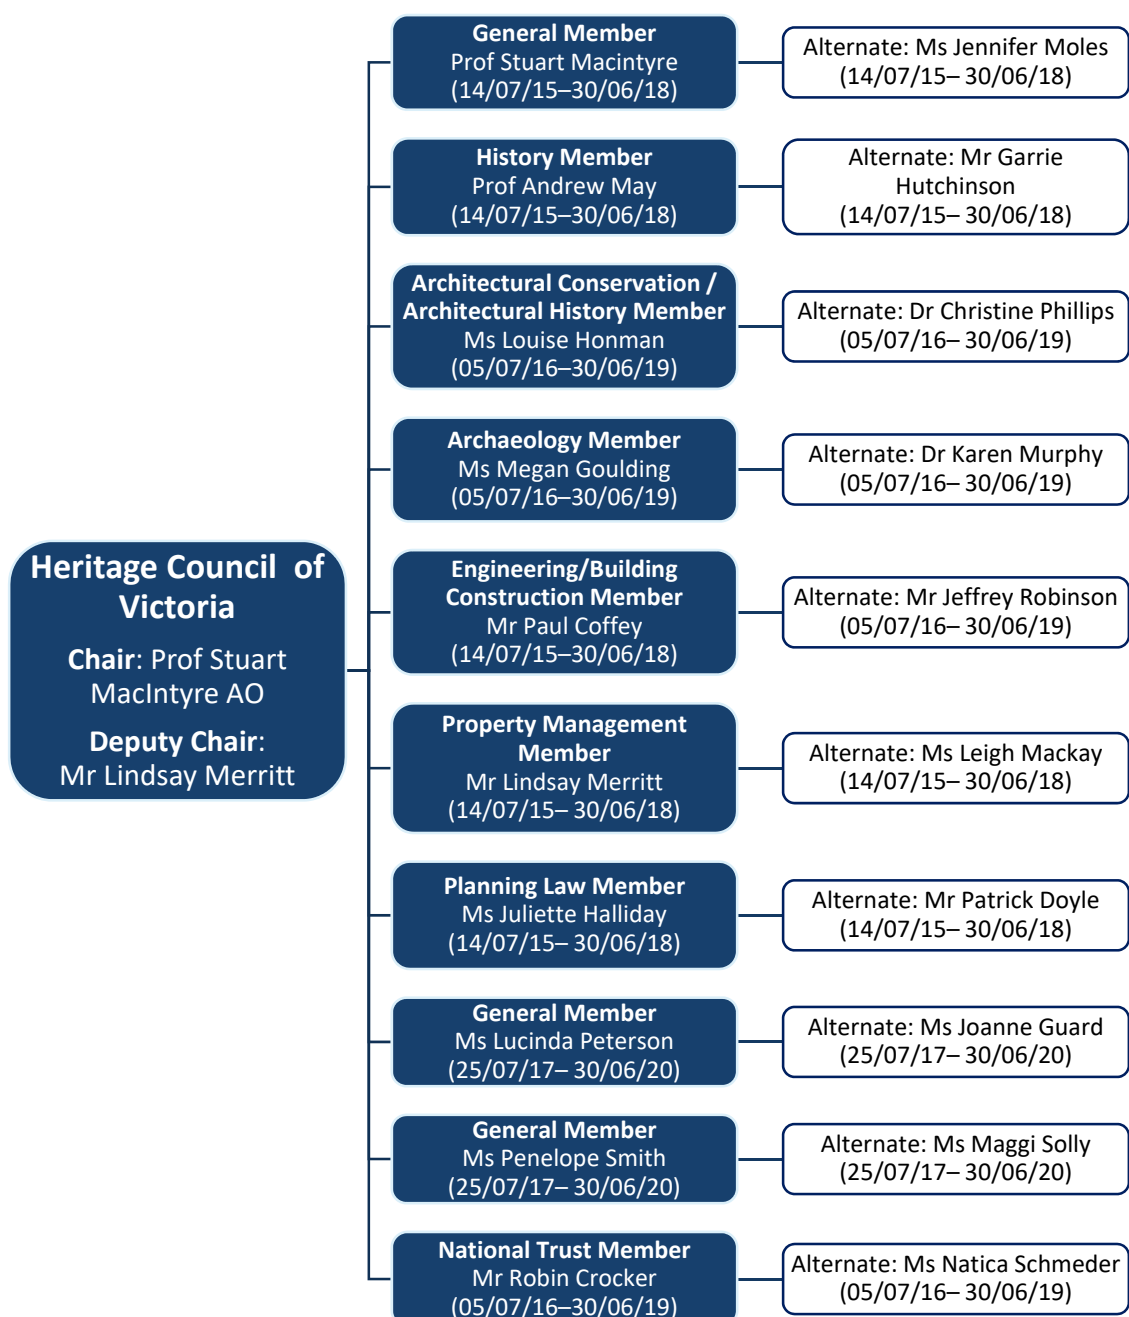 Heritage Council  of
Victoria
Chair: Prof Stuart
MacIntyre AO
Deputy Chair:
Mr Lindsay Merritt
General Member
Prof Stuart Macintyre
(14/07/15–30/06/18)
Alternate: Ms Jennifer Moles
(14/07/15– 30/06/18)
History Member
Prof Andrew May
(14/07/15–30/06/18)
Alternate: Mr Garrie
Hutchinson
(14/07/15– 30/06/18)
Architectural Conservation /
Architectural History Member
Ms Louise Honman
(05/07/16–30/06/19)
Alternate: Dr Christine Phillips
(05/07/16– 30/06/19)
Archaeology Member
Ms Megan Goulding
(05/07/16–30/06/19)
Alternate: Dr Karen Murphy
(05/07/16– 30/06/19)
Engineering/Building
Construction Member
Mr Paul Coffey
(14/07/15–30/06/18)
Alternate: Mr Jeffrey Robinson
(05/07/16– 30/06/19)
Property Management
Member
Mr Lindsay Merritt
(14/07/15– 30/06/18)
Alternate: Ms Leigh Mackay
(14/07/15– 30/06/18)
Planning Law Member
Ms Juliette Halliday
(14/07/15– 30/06/18)
Alternate: Mr Patrick Doyle
(14/07/15– 30/06/18)
General Member
Ms Lucinda Peterson
(25/07/17– 30/06/20)
Alternate: Ms Joanne Guard
(25/07/17– 30/06/20)
General Member
Ms Penelope Smith
(25/07/17– 30/06/20)
Alternate: Ms Maggi Solly
(25/07/17– 30/06/20)
National Trust Member
Mr Robin Crocker
(05/07/16–30/06/19)
Alternate: Ms Natica Schmeder
(05/07/16– 30/06/19)